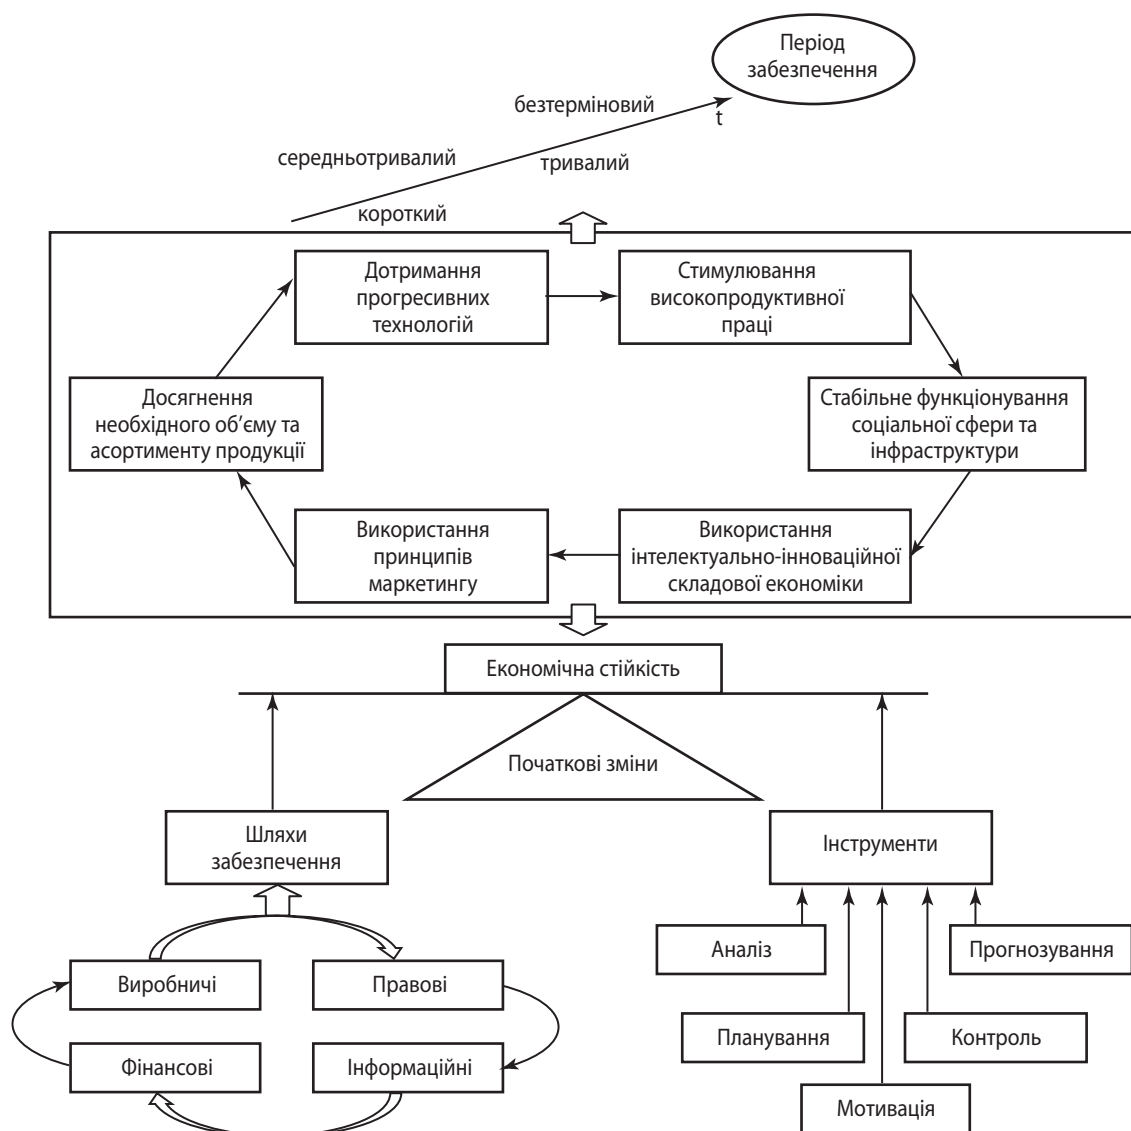 Період
забезпечення
безтерміновий
t
середньотривалий
тривалий
короткий
Дотримання
прогресивних
технологій
Стимулювання
високопродуктивної
праці
Досягнення
необхідного об’єму та
асортименту продукції
Стабільне функціонування
соціальної сфери та
інфраструктури
Використання
принципів
маркетингу
Використання
інтелектуально-інноваційної
складової економіки
Економічна стійкість
Початкові зміни
Шляхи
забезпечення
Інструменти
Аналіз
Прогнозування
Виробничі
Правові
Планування
Контроль
Фінансові
Інформаційні
Мотивація